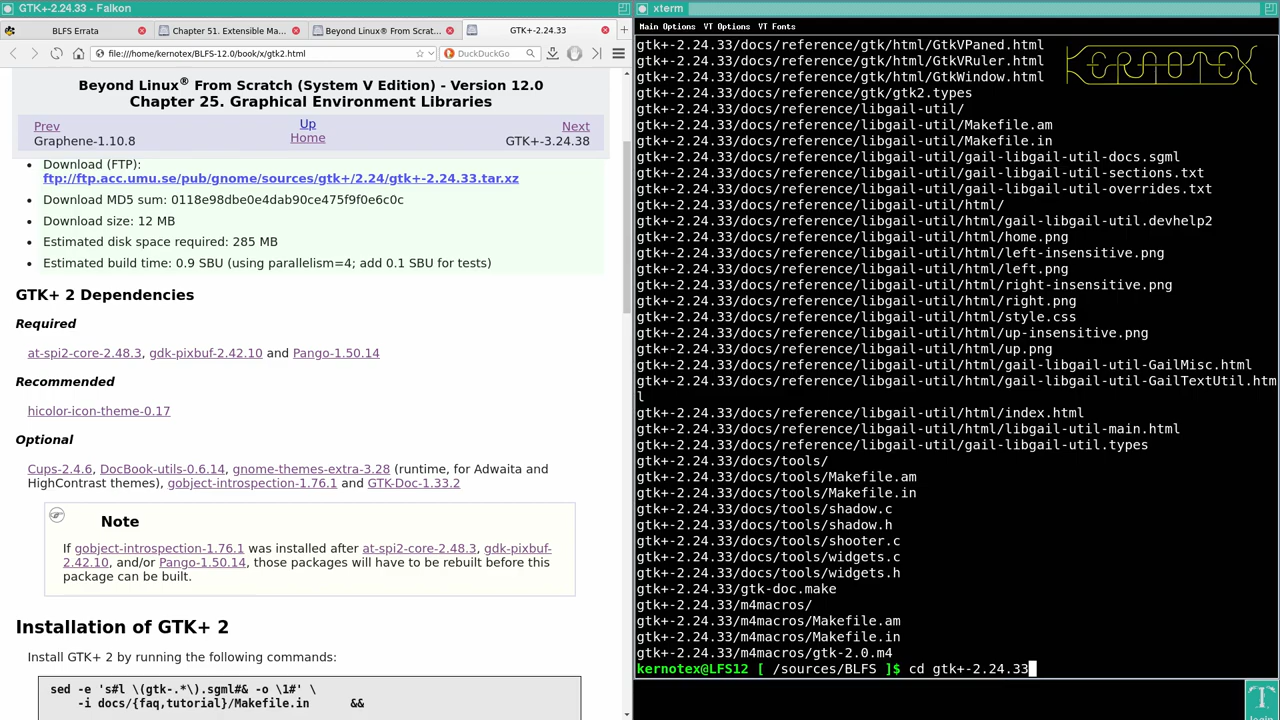 GTK+-2.24.33 - Falkon
BLFS Errata
Chapter 51. Extensible Ma...
Beyond Linux® From Scrat...
GTK+-2.24.33
file:///home/kernotex/BLFS-12.0/book/x/gtk2.html
DuckDuckGo
Beyond Linux® From Scratch (System V Edition) - Version 12.0
Chapter 25. Graphical Environment Libraries
Prev
Up
Next
Graphene-1.10.8
Home
GTK+-3.24.38
Download (FTP):
ftp://ftp.acc.umu.se/pub/gnome/sources/gtk+/2.24/gtk+-2.24.33.tar.xz
Download MD5 sum: 0118e98dbe0e4dab90ce475f9f0e6c0c
Download size: 12 MB
Estimated disk space required: 285 MB
Estimated build time: 0.9 SBU (using parallelism=4; add 0.1 SBU for tests)
GTK+ 2 Dependencies
Required
at-spi2-core-2.48.3, gdk-pixbuf-2.42.10 and Pango-1.50.14
Recommended
hicolor-icon-theme-0.17
Optional
Cups-2.4.6, DocBook-utils-0.6.14, gnome-themes-extra-3.28 (runtime, for Adwaita and
HighContrast themes), gobject-introspection-1.76.1 and GTK-Doc-1.33.2
Note
If gobject-introspection-1.76.1 was installed after at-spi2-core-2.48.3, gdk-pixbuf-
2.42.10, and/or Pango-1.50.14, those packages will have to be rebuilt before this
package can be built.
Installation of GTK+ 2
Install GTK+ 2 by running the following commands:
sed -e 's#l \(gtk-.*\).sgml#& -o \1#' \
-i docs/{faq,tutorial}/Makefile.in      &&
xterm
Main Options  VT Options  VT Fonts
KERNOTEX
gtk+-2.24.33/docs/reference/gtk/html/GtkVPaned.html
gtk+-2.24.33/docs/reference/gtk/html/GtkVRuler.html
gtk+-2.24.33/docs/reference/gtk/html/GtkWindow.html
gtk+-2.24.33/docs/reference/gtk/gtk2.types
gtk+-2.24.33/docs/reference/libgail-util/
gtk+-2.24.33/docs/reference/libgail-util/Makefile.am
gtk+-2.24.33/docs/reference/libgail-util/Makefile.in
gtk+-2.24.33/docs/reference/libgail-util/gail-libgail-util-docs.sgml
gtk+-2.24.33/docs/reference/libgail-util/gail-libgail-util-sections.txt
gtk+-2.24.33/docs/reference/libgail-util/gail-libgail-util-overrides.txt
gtk+-2.24.33/docs/reference/libgail-util/html/
gtk+-2.24.33/docs/reference/libgail-util/html/gail-libgail-util.devhelp2
gtk+-2.24.33/docs/reference/libgail-util/html/home.png
gtk+-2.24.33/docs/reference/libgail-util/html/left-insensitive.png
gtk+-2.24.33/docs/reference/libgail-util/html/left.png
gtk+-2.24.33/docs/reference/libgail-util/html/right-insensitive.png
gtk+-2.24.33/docs/reference/libgail-util/html/right.png
gtk+-2.24.33/docs/reference/libgail-util/html/style.css
gtk+-2.24.33/docs/reference/libgail-util/html/up-insensitive.png
gtk+-2.24.33/docs/reference/libgail-util/html/up.png
gtk+-2.24.33/docs/reference/libgail-util/html/gail-libgail-util-GailMisc.html
gtk+-2.24.33/docs/reference/libgail-util/html/gail-libgail-util-GailTextUtil.htm
l
gtk+-2.24.33/docs/reference/libgail-util/html/index.html
gtk+-2.24.33/docs/reference/libgail-util/html/libgail-util-main.html
gtk+-2.24.33/docs/reference/libgail-util/gail-libgail-util.types
gtk+-2.24.33/docs/tools/
gtk+-2.24.33/docs/tools/Makefile.am
gtk+-2.24.33/docs/tools/Makefile.in
gtk+-2.24.33/docs/tools/shadow.c
gtk+-2.24.33/docs/tools/shadow.h
gtk+-2.24.33/docs/tools/shooter.c
gtk+-2.24.33/docs/tools/widgets.c
gtk+-2.24.33/docs/tools/widgets.h
gtk+-2.24.33/gtk-doc.make
gtk+-2.24.33/m4macros/
gtk+-2.24.33/m4macros/Makefile.am
gtk+-2.24.33/m4macros/Makefile.in
gtk+-2.24.33/m4macros/gtk-2.0.m4
kernotex@LFS12 [ /sources/BLFS ]$ cd gtk+-2.24.33
login